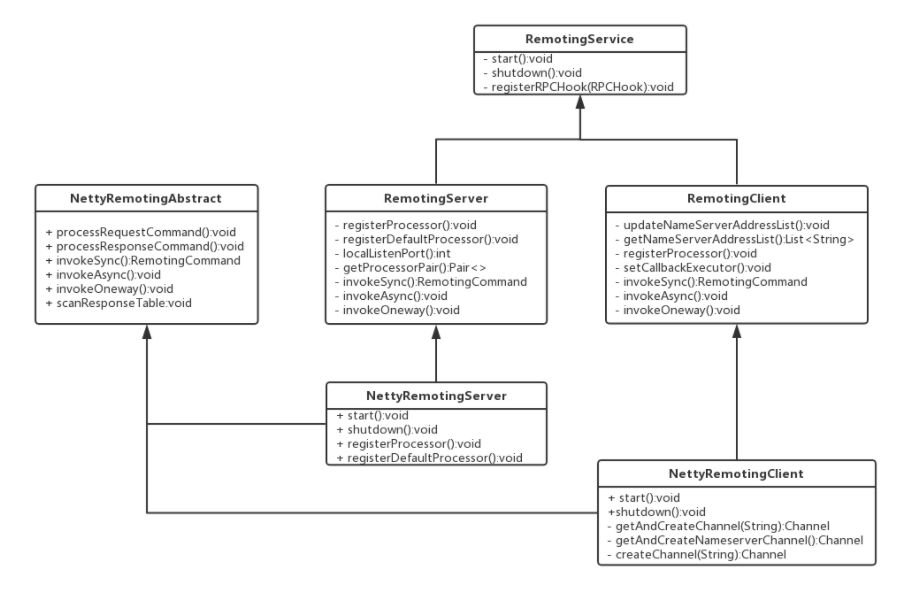 RemotingService
- start():void
- shutdown():void
- registerRPCHook(RPCHook):void
NettyRemotingAbstract
+ processRequestCommand():void
+ processResponseCommand():void
+ invokeSync():RemotingCommand
+ invokeAsync():void
+ invokeOneway():void
+ scanResponseTable:void
RemotingServer
- registerProcessor():void
- registerDefaultProcessor():void
- localListenPort():int
- getProcessorPair():Pair<>
- invokeSync():RemotingCommand
- invokeAsync():void
- invokeOneway():void
RemotingClient
- updateNameServerAddressList():void
- getNameServerAddressList():List<String>
- registerProcessor():void
- setCallbackExecutor():void
- invokeSync():RemotingCommand
- invokeAsync():void
- invokeOneway():void
NettyRemotingServer
+ start():void
+ shutdown():void
+ registerProcessor():void
+ registerDefaultProcessor():void
NettyRemotingClient
+ start():void
+shutdown():void
- getAndCreateChannel(String):Channel
- getAndCreateNameserverChannel():Channel
- createChannel(String):Channel